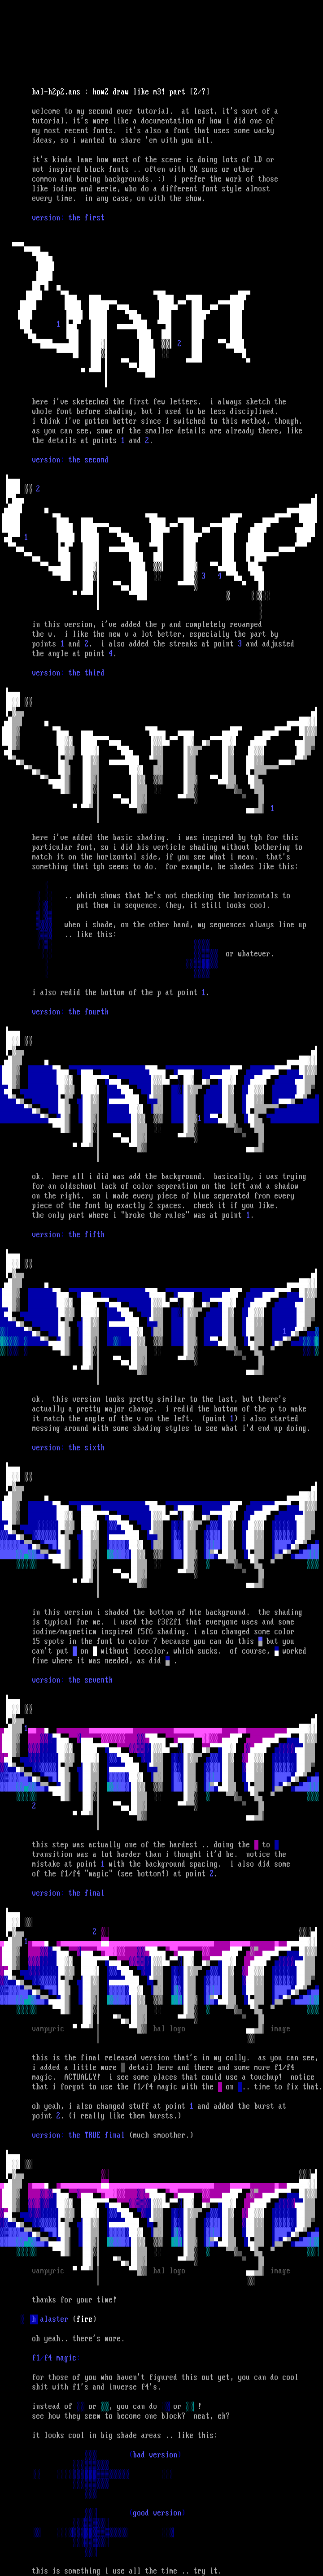 hal-h2p2.ans : how2 draw like m3! part [2/?]
welcome to my second ever tutorial.  at least, it's sort of a
tutorial. it's more like a documentation of how i did one of
my most recent fonts.  it's also a font that uses some wacky
ideas, so i wanted to share 'em with you all.
it's kinda lame how most of the scene is doing lots of LD or
not inspired block fonts .. often with CK suns or other
common and boring backgrounds. :)  i prefer the work of those
like iodine and eerie, who do a different font style almost
every time.  in any case, on with the show.
version: the first
1
2
here i've sketeched the first few letters.  i always sketch the
whole font before shading, but i used to be less disciplined.
i think i've gotten better since i switched to this method, though.
as you can see, some of the smaller details are already there, like
the details at points 1 and 2.
version: the second
2
1
3 4
in this version, i've added the p and completely revamped
the v.  i like the new v a lot better, especially the part by
points 1 and 2.  i also added the streaks at point 3 and adjusted
the angle at point 4.
version: the third
1
here i've added the basic shading.  i was inspired by tgh for this
particular font, so i did his verticle shading without bothering to
match it on the horizontal side, if you see what i mean.  that's
something that tgh seems to do.  for example, he shades like this:
.. which shows that he's not checking the horizontals to
put them in sequence. (hey, it still looks cool.
when i shade, on the other hand, my sequences always line up
.. like this:
or whatever.
i also redid the bottom of the p at point 1.
version: the fourth
1
ok.  here all i did was add the background.  basically, i was trying
for an oldschool lack of color seperation on the left and a shadow
on the right.  so i made every piece of blue seperated from every
piece of the font by exactly 2 spaces.  check it if you like.
the only part where i "broke the rules" was at point 1.
version: the fifth
1
ok.  this version looks pretty similar to the last, but there's
actually a pretty major change.  i redid the bottom of the p to make
it match the angle of the v on the left.  (point 1) i also started
messing around with some shading styles to see what i'd end up doing.
version: the sixth
in this version i shaded the bottom of hte background.  the shading
is typical for me.  i used the f3f2f1 that everyone uses and some
iodine/magneticm inspired f5f6 shading. i also changed some color
15 spots in the font to color 7 because you can do this but you
can't put on without icecolor, which sucks.  of course, worked
fine where it was needed, as did .
version: the seventh
1
2
this step was actually one of the hardest .. doing the to
transition was a lot harder than i thought it'd be.  notice the
mistake at point 1 with the background spacing.  i also did some
of the f1/f4 "magic" (see bottom!) at point 2.
version: the final
2
1
vampyric hal logo image
this is the final released version that's in my colly.  as you can see,
i added a little more detail here and there and some more f1/f4
magic.  ACTUALLY!  i see some places that could use a touchup!  notice
that i forgot to use the f1/f4 magic with the on .. time to fix that.
oh yeah, i also changed stuff at point 1 and added the burst at
point 2. (i really like them bursts.)
version: the TRUE final (much smoother.)
vampyric hal logo image
thanks for your time!
halaster (fire)
oh yeah.. there's more.
f1 f4 magic
for those of you who haven't figured this out yet, you can do cool
shit with f1's and inverse f4's.
instead of or , you can do or !
see how they seem to become one block?  neat, eh?
it looks cool in big shade areas .. like this:
(bad version)
(good version)
this is something i use all the time .. try it.